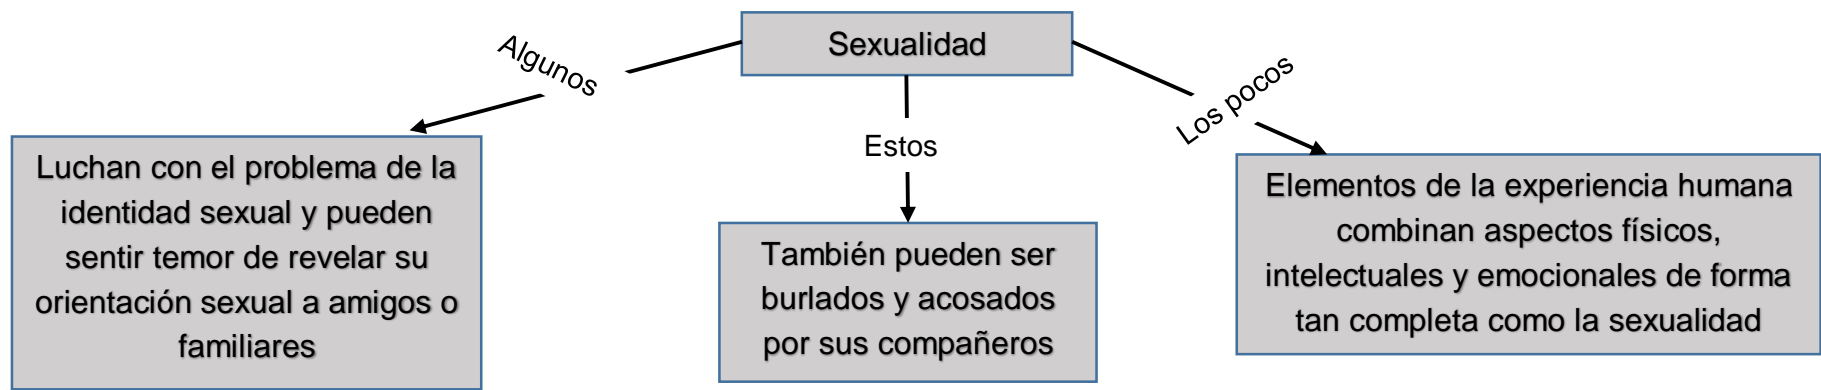 Sexualidad
Algunos
Luchan con el problema de la
identidad sexual y pueden
sentir temor de revelar su
orientación sexual a amigos o
familiares
Estos
También pueden ser
burlados y acosados
por sus compañeros
Los pocos
Elementos de la experiencia humana
combinan aspectos físicos,
intelectuales y emocionales de forma
tan completa como la sexualidad